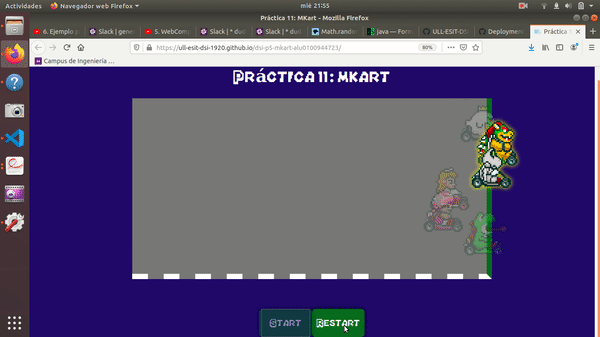 Actividades
Navegador web Firefox
mié 21:55
Práctica 11: MKart - Mozilla Firefox
6. Ejemplo
Slack | gene
Slack | * du
5. WebCom
Slack | * du
Math.random
java — For
ULL-ESIT-DS
Deployme
Práctica
https://ull-esit-dsi-1920.github.io/dsi-p5-mkart-alu0100944723/
80%
Campus de Ingeniería ...
Práctica 11: MKart
Start
Restart